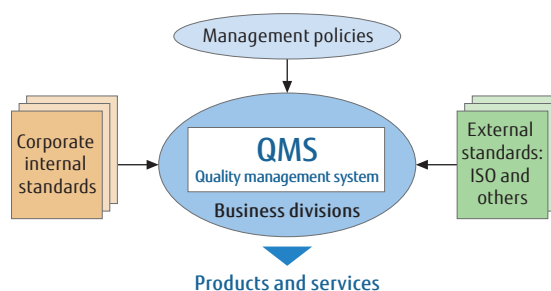 Management policies
Corporate
internal
standards
QMS
Quality management system
Business divisions
External
standards:
ISO and
others
Products and services